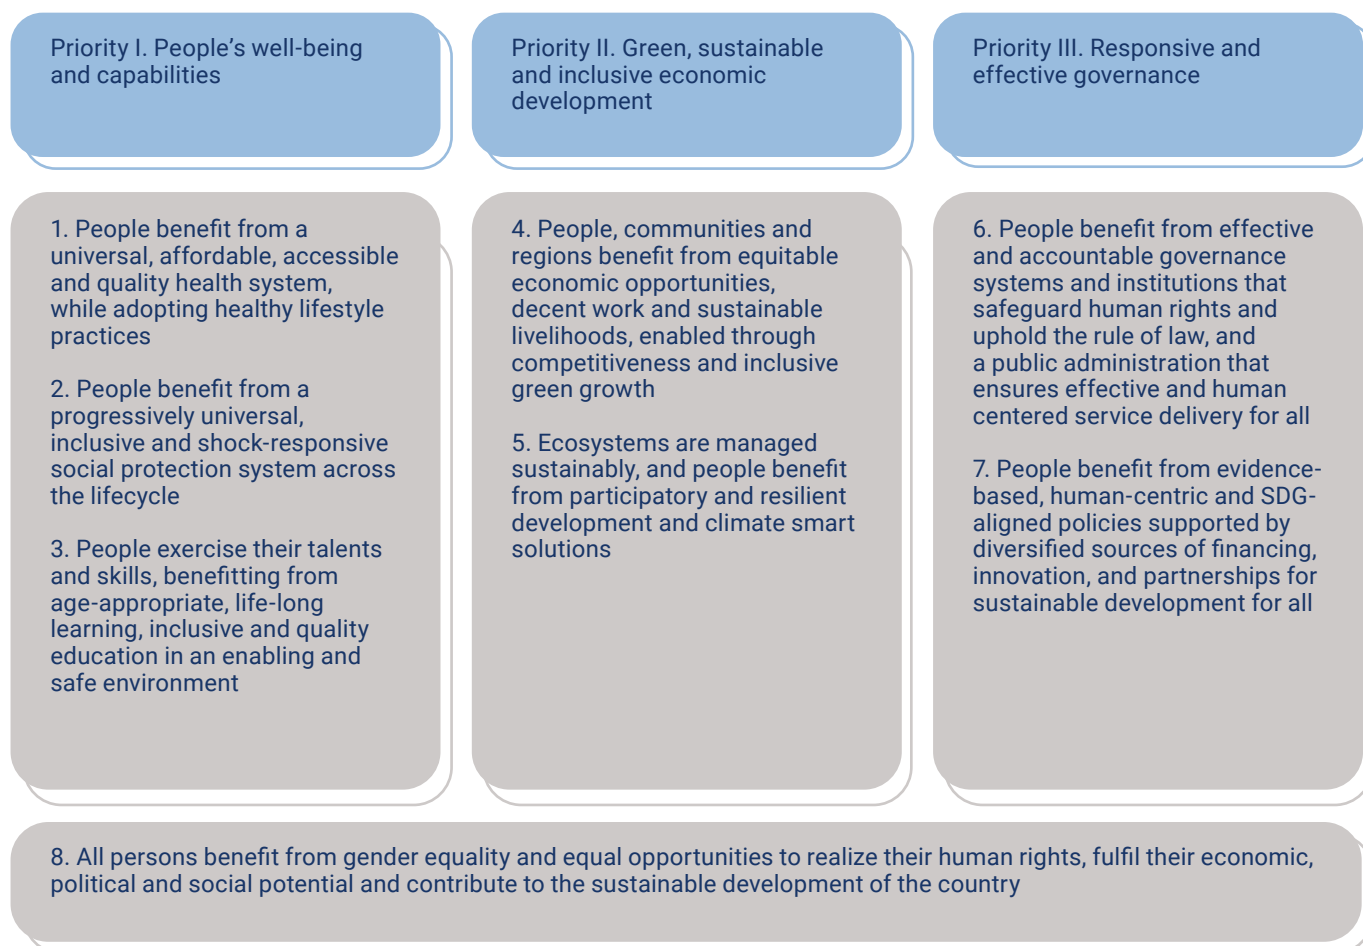 Priority I. People’s well-being
and capabilities
Priority II. Green, sustainable
and inclusive economic
development
Priority III. Responsive and
effective governance
1. People benefit from a
universal, affordable, accessible
and quality health system,
while adopting healthy lifestyle
practices
2. People benefit from a
progressively universal,
inclusive and shock-responsive
social protection system across
the lifecycle
3. People exercise their talents
and skills, benefitting from
age-appropriate, life-long
learning, inclusive and quality
education in an enabling and
safe environment
4. People, communities and
regions benefit from equitable
economic opportunities,
decent work and sustainable
livelihoods, enabled through
competitiveness and inclusive
green growth
5. Ecosystems are managed
sustainably, and people benefit
from participatory and resilient
development and climate smart
solutions
6. People benefit from effective
and accountable governance
systems and institutions that
safeguard human rights and
uphold the rule of law, and
a public administration that
ensures effective and human
centered service delivery for all
7. People benefit from evidence-
based, human-centric and SDG-
aligned policies supported by
diversified sources of financing,
innovation, and partnerships for
sustainable development for all
8. All persons benefit from gender equality and equal opportunities to realize their human rights, fulfil their economic,
political and social potential and contribute to the sustainable development of the country